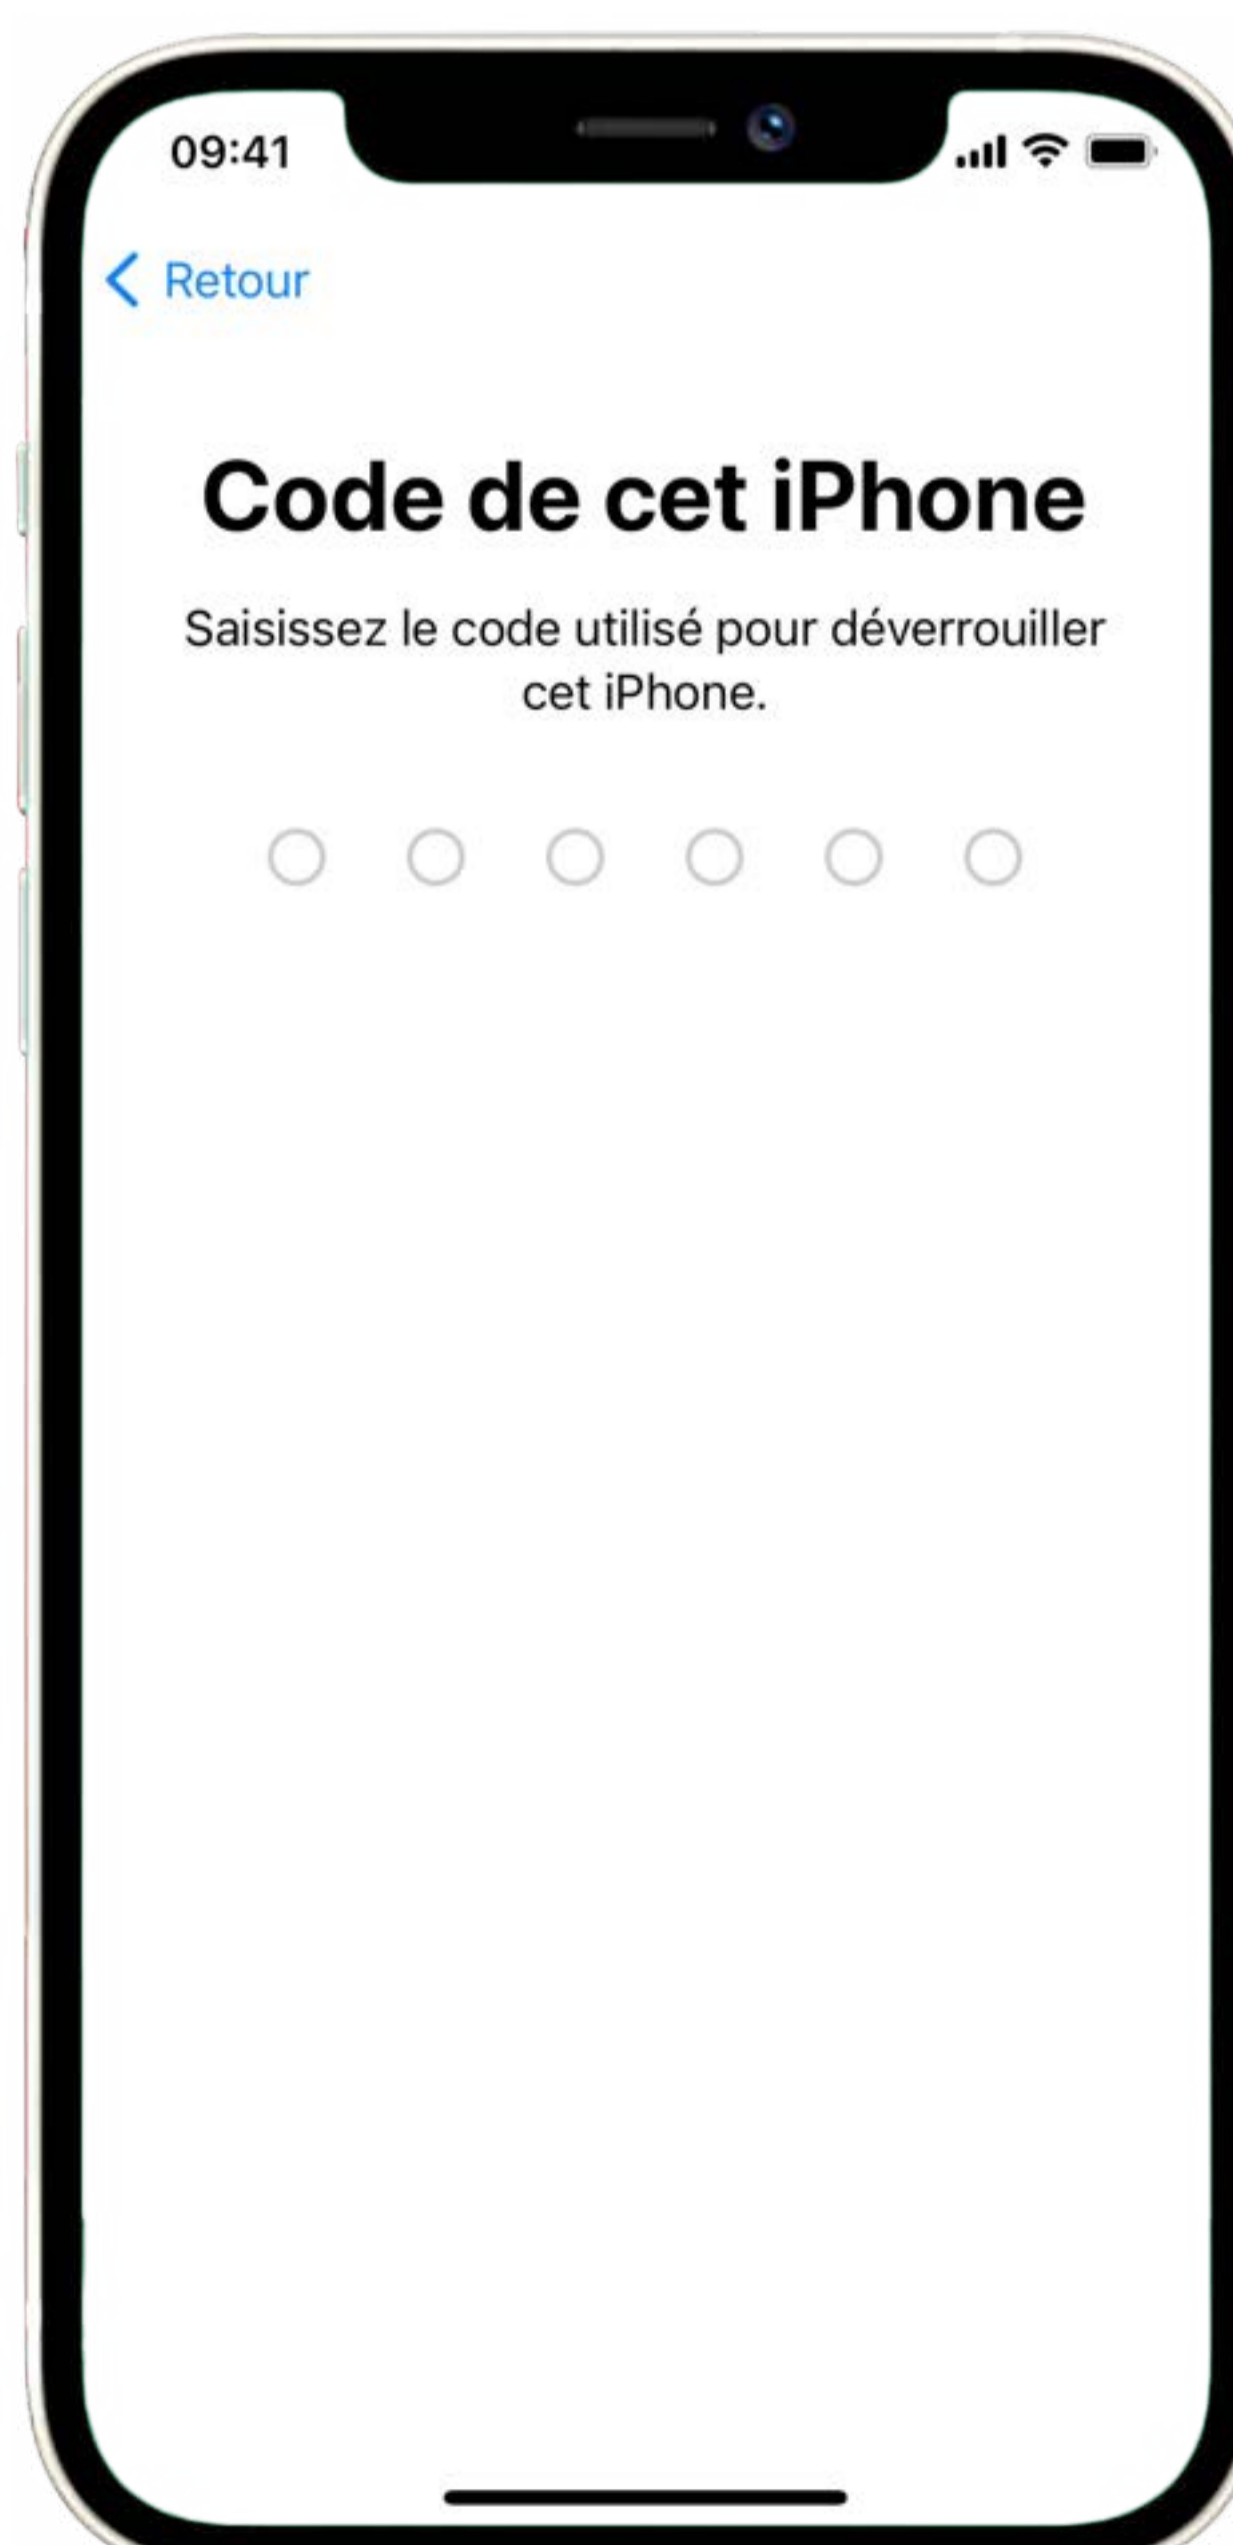 09:41
Retour
Code de cet iPhone
Saisissez le code utilisé pour déverrouiller
cet iPhone.